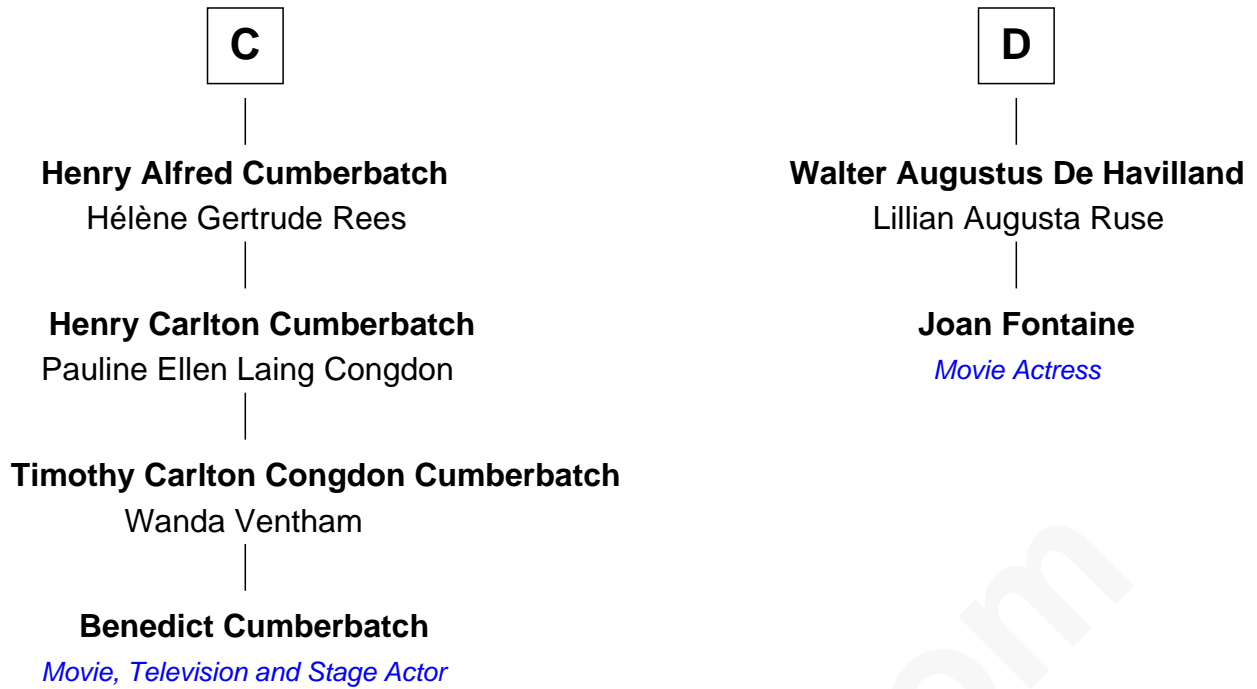 C
Henry Alfred Cumberbatch
Hélène Gertrude Rees
Henry Carlton Cumberbatch
Pauline Ellen Laing Congdon
Timothy Carlton Congdon Cumberbatch
Wanda Ventham
Benedict Cumberbatch
Movie, Television and Stage Actor
D
Walter Augustus De Havilland
Lillian Augusta Ruse
Joan Fontaine
Movie Actress
om